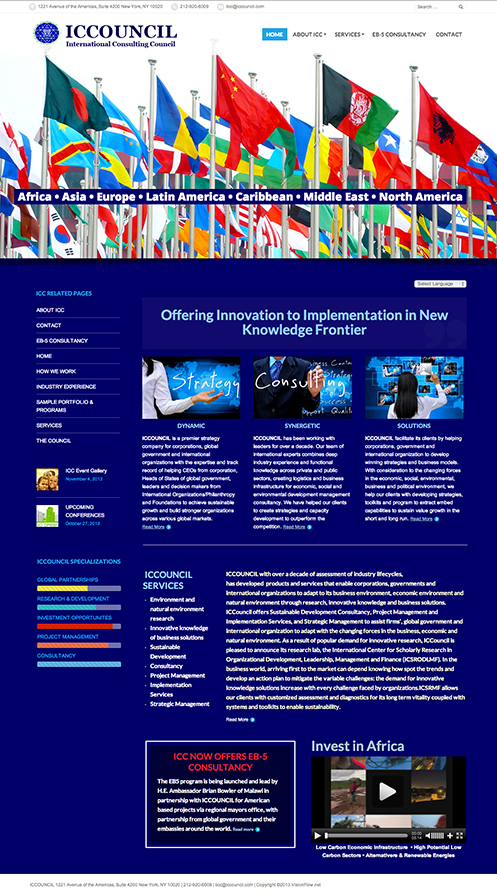 1221 Avenue of the Americas, Suite 4200 New York, NY 10020
212-920-6009
icc@iccouncil.com
Search...
ICCOUNCIL
International Consulting Council
HOME
ABOUT ICC
SERVICES
EB-5 CONSULTANCY
CONTACT
Africa • Asia • Europe • Latin America • Caribbean • Middle East • North America
Select Language
ICC RELATED PAGES
ABOUT ICC
CONTACT
EB-5 CONSULTANCY
HOME
HOW WE WORK
INDUSTRY EXPERIENCE
SAMPLE PORTFOLIO &
PROGRAMS
SERVICES
THE COUNCIL
ICC Event Gallery
November 4, 2013
UPCOMING
CONFERENCES
October 27, 2013
Offering Innovation to Implementation in New
Knowledge Frontier
Strategy
Consulting
DYNAMIC
ICCOUNCIL is a premier strategy
company for corporations, global
government and international
organizations with the expertise and track
record of helping CEOs from corporation,
Heads of States of global government,
leaders and decision makers from
International Organizations/Philanthropy
and Foundations to achieve sustainable
growth and build stronger organizations
across various global markets.
Read More
SYNERGETIC
ICCOUNCIL has been working with
leaders for over a decade. Our team of
International experts combines deep
industry experience and functional
knowledge across private and public
sectors, creating logistics and business
infrastructure for economic, social and
environmental development management
consultancy. We have helped our clients
to create strategies and capacity
development to outperform the
competition. Read More
SOLUTIONS
ICCOUNCIL facilitate its clients by helping
corporations, government and
international organization to develop
winning strategies and business models.
With consideration to the changing forces
in the economic, social, environmental,
business and political environment, we
help our clients with developing strategies,
toolkits and program to extract embed
capabilities to sustain value growth in the
short and long run. Read More
ICCOUNCIL SPECIALIZATIONS
GLOBAL PARTNERSHIPS
RESEARCH & DEVELOPMENT
INVESTMENT OPPORTUNITES
PROJECT MANAGEMENT
CONSULTANCY
ICCOUNCIL
SERVICES
Environment and
natural environment
research
Innovative knowledge
of business solutions
Sustainable
Development
Consultancy
Project Management
Implementation
Services
Strategic Management
ICCOUNCIL with over a decade of assessment of industry lifecycles,
has developed products and services that enable corporations, governments and
international organizations to adapt to its business environment, economic environment and
natural environment through research, innovative knowledge and business solutions.
ICCouncil offers Sustainable Development Consultancy, Project Management and
Implementation Services, and Strategic Management to assist firms', global government and
international organization to adapt with the changing forces in the business, economic and
natural environment. As a result of popular demand for innovative research, ICCouncil is
pleased to announce its research lab, the International Center for Scholarly Research in
Organizational Development, Leadership, Management and Finance (ICSRODLMF). In the
business world, arriving first to the market can depend knowing how spot the trends and
develop an action plan to mitigate the variable challenges: the demand for innovative
knowledge solutions increase with every challenge faced by organizations.ICSRMF allows
our clients with customized assessment and diagnostics for its long term vitality coupled with
systems and toolkits to enable sustainability.
Read More
ICC NOW OFFERS EB-5
CONSULTANCY
The EB5 program is being launched and lead by
H.E. Ambassador Brian Bowler of Malawi in
partnership with ICCOUNCIL for American
based projects via regional mayors office, with
partnership from global government and their
embassies around the world. Read more
Invest in Africa
00:00
Low Carbon Economic Infrastructure • High Potential Low
Carbon Sectors • Alternativers & Renewable Energies
ICCOUNCIL 1221 Avenue of the Americas, Suite 4200 New York, NY 10020 | 212-920-6009 | icc@iccouncil.com | Copyright ©2013 VisionFlow.net